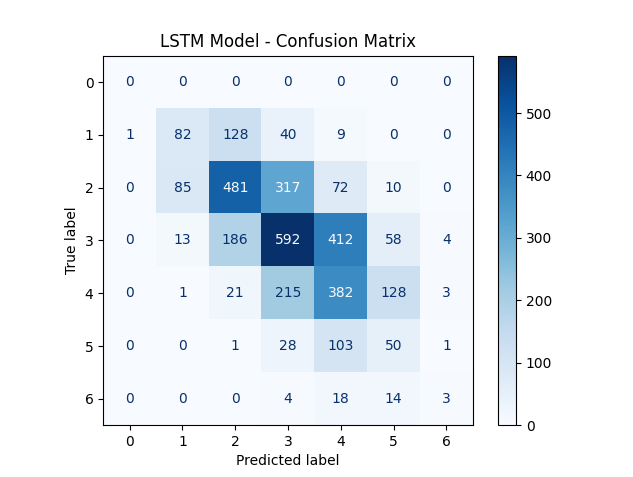 LSTM Model - Confusion Matrix
0 0 0 0 0 0 0 0
1 1 82 128 40 9 0 0
2 0 85 481 317 72 10 0
3 0 13 186 592 412 58 4
4 0 1 21 215 382 128 3
5 0 0 1 28 103 50 1
6 0 0 0 4 18 14 3
0 1 2 3 4 5 6
True label
Predicted label
500
400
300
200
100
0